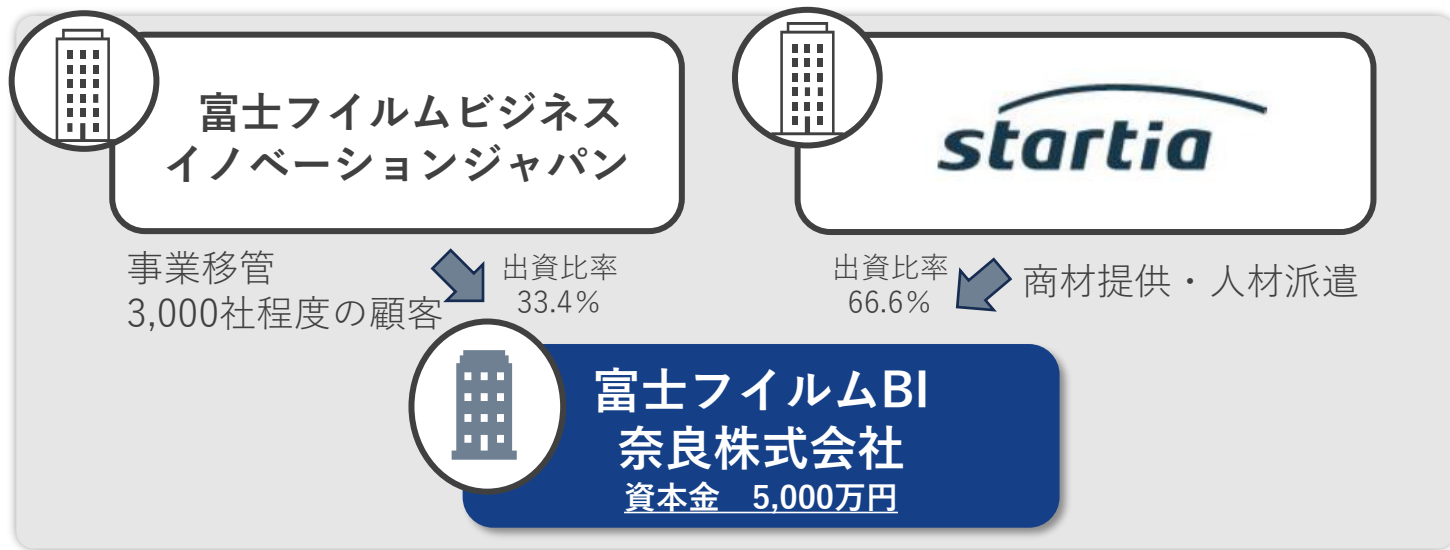 富士フイルムビジネス
イノベーションジャパン
startia
事業移管
3,000社程度の顧客
出資比率
33.4%
出資比率
66.6%
商材提供・人材派遣
富士フイルムBI
奈良株式会社
資本金　5,000万円